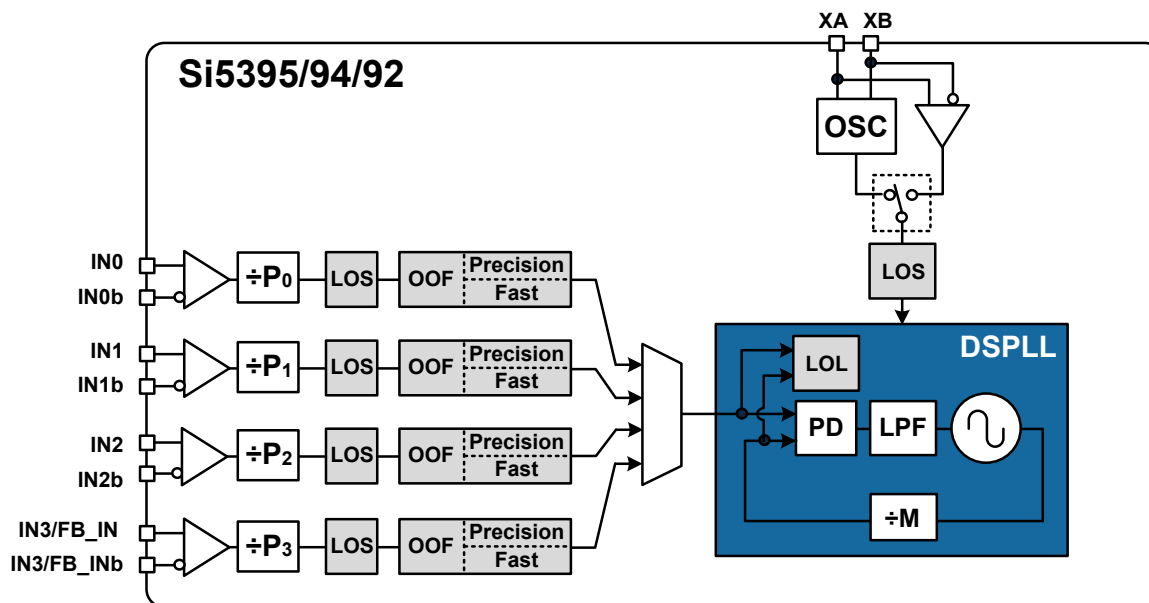 XA XB
Si5395/94/92
OSC
LOS
IN0
IN0b
÷P0
LOS
OOF
Precision
Fast
IN1
IN1b
÷P1
LOS
OOF
Precision
Fast
IN2
IN2b
÷P2
LOS
OOF
Precision
Fast
IN3/FB_IN
IN3/FB_INb
÷P3
LOS
OOF
Precision
Fast
DSPLL
LOL
PD
LPF
÷M